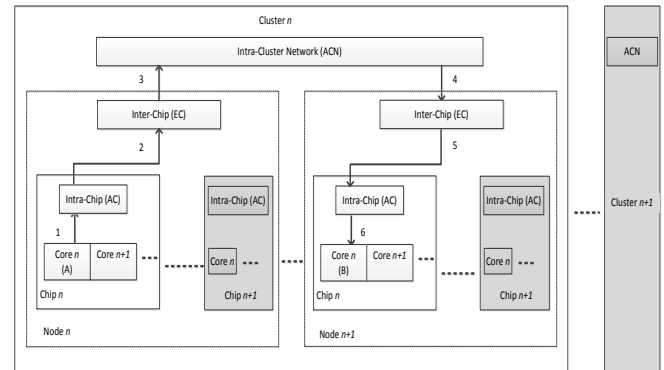 Cluster n
Intra-Cluster Network (ACN)
ACN
3
4
Inter-Chip (EC)
Inter-Chip (EC)
2
5
Intra-Chip (AC)
Intra-Chip (AC)
Intra-Chip (AC)
Intra-Chip (AC)
Cluster n+1
1
6
Core n
(A)
Core n+1
Core n
Core n
(B)
Core n+1
Core n
Chip n
Chip n+1
Chip n
Chip n+1
Node n
Node n+1